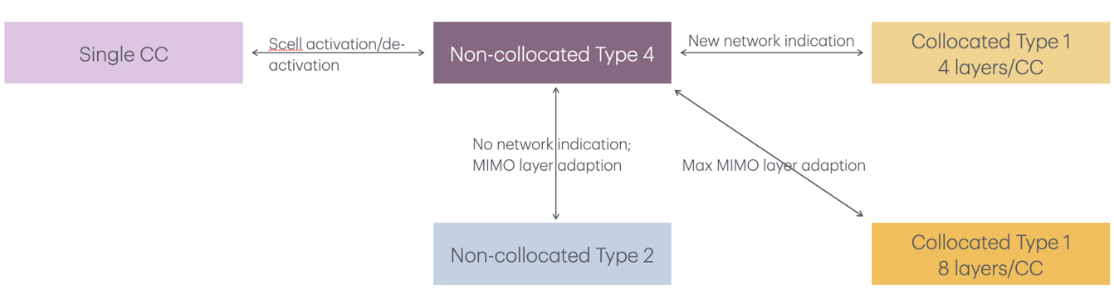 Single CC
Scell activation/de-
activation
Non-collocated Type 4
New network indication
Collocated Type 1
4 layers/CC
No network indication;
MIMO layer adaption
Max MIMO layer adaption
Non-collocated Type 2
Collocated Type 1
8 layers/CC